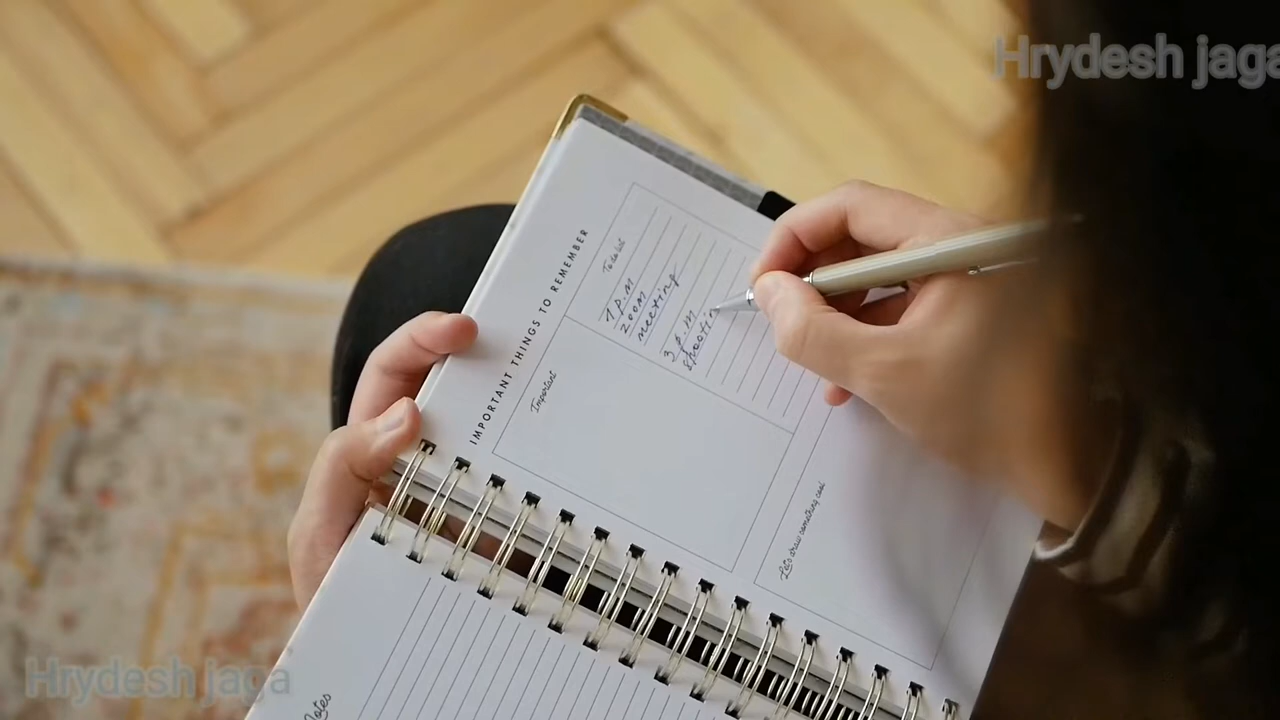 Hrydesh jaga
IMPORTANT THINGS TO REMEMBER
To do list
1 p.m
zoom
meeting
3 p.m
shootin
Important
Let's draw something cool
Notes
Hrydesh jaga